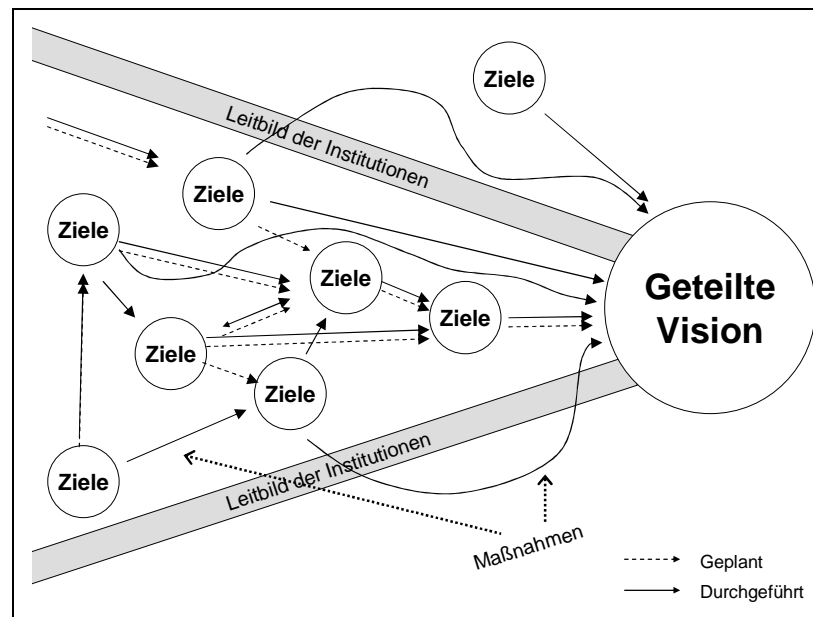 Ziele
Leitbild der Institutionen
Ziele
Ziele
Ziele
Geteilte
Vision
Ziele
Ziele
Ziele
Ziele
Leitbild der Institutionen
Maßnahmen
Geplant
Durchgeführt